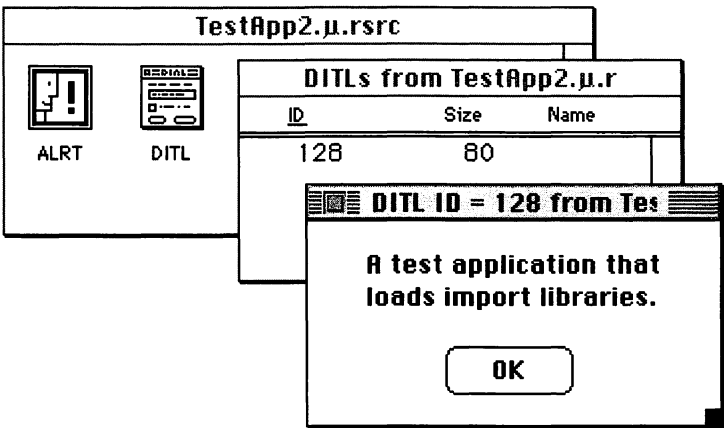 TestApp2.µ.rsrc
ALRT
DITL
DITLs from TestApp2.µ.r
ID Size Name
128 80
DITL ID = 128 from Tes
A test application that
loads import libraries.
OK